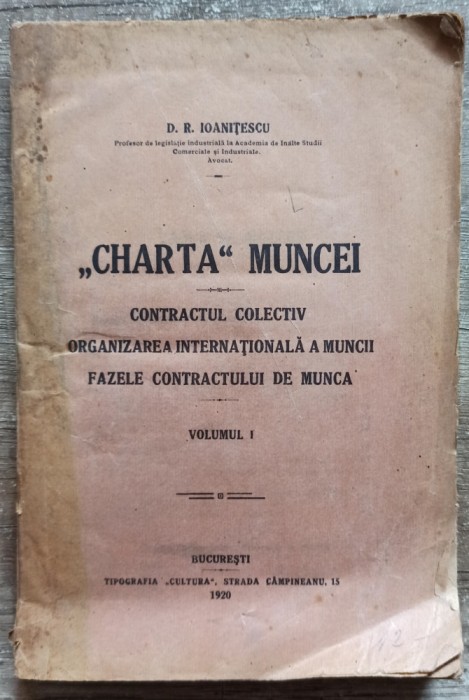 D. R. IOANIȚESCU
Profesor de legislație industrială la Academia de Inalte Studii
Comerciale și Industriale.
Avocat.
„CHARTA“ MUNCEI
CONTRACTUL COLECTIV
ORGANIZAREA INTERNAȚIONALĂ A MUNCII
FAZELE CONTRACTULUI DE MUNCA
VOLUMUL I
BUCUREȘTI
TIPOGRAFIA „CULTURA“, STRADA CÂMPINEANU, 15
1920